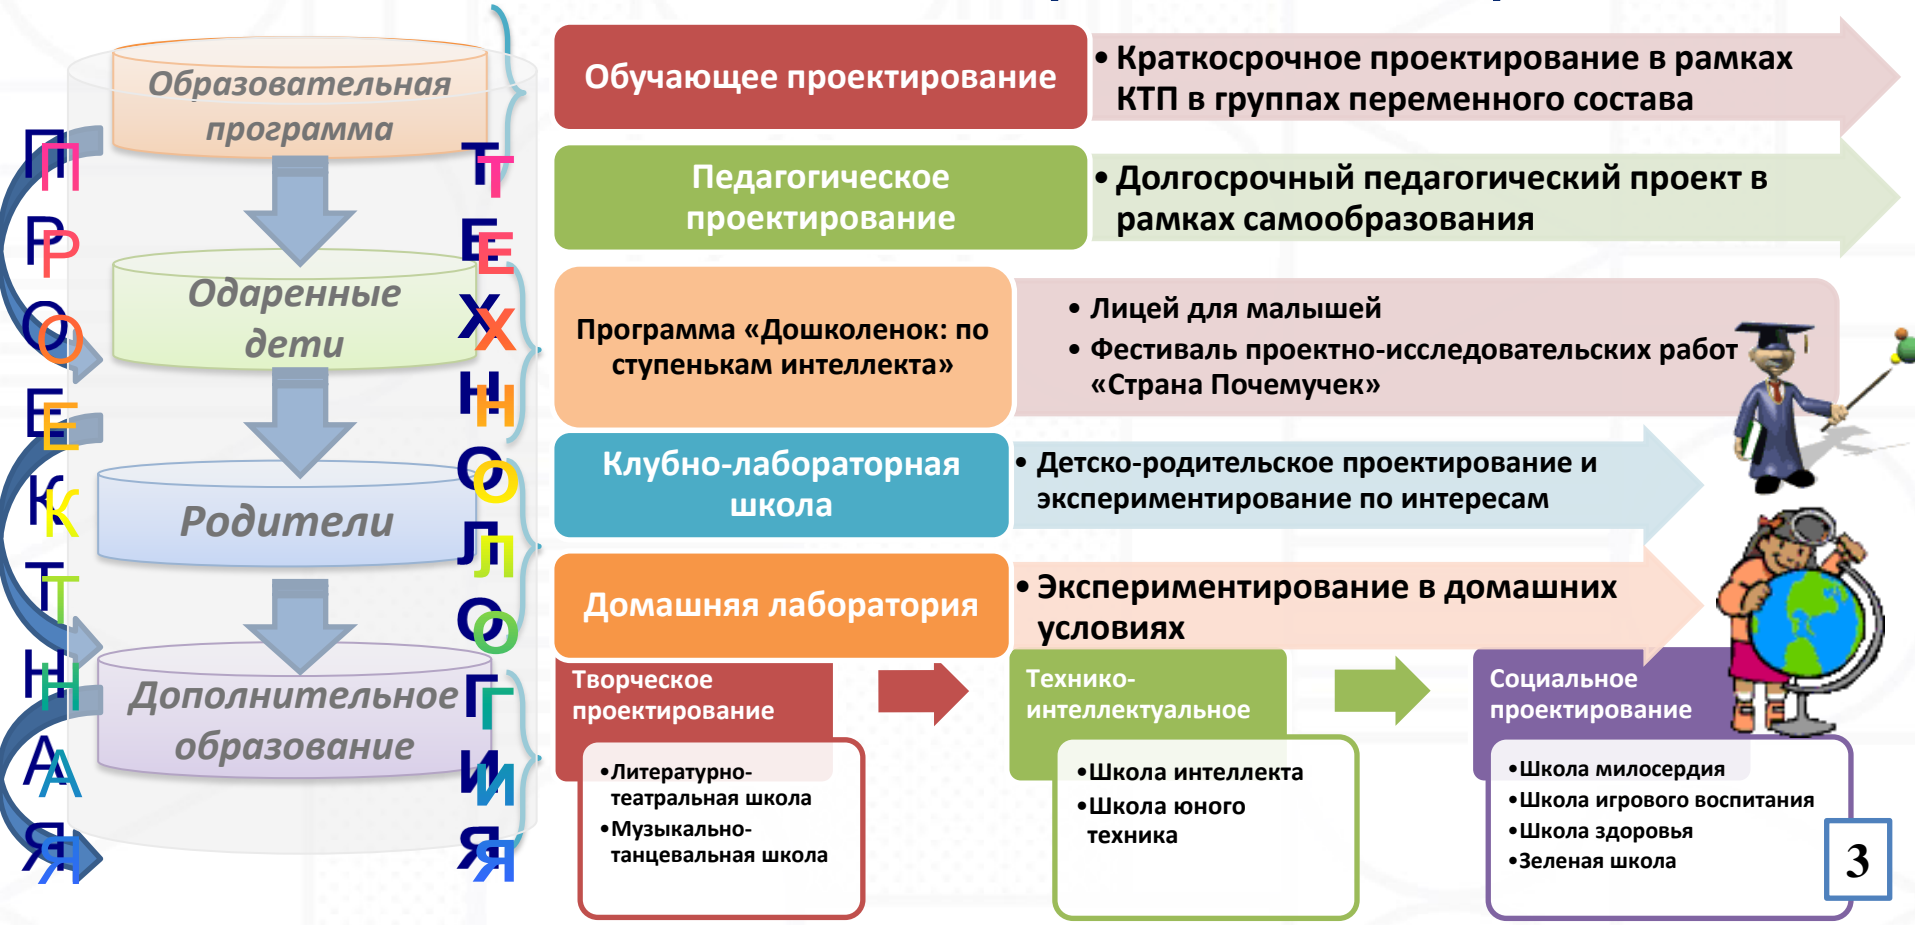 ПРОЕКТНАЯ
ТЕХНОЛОГИЯ
Образовательная
программа
Одаренные
дети
Родители
Дополнительное
образование
Обучающее проектирование
• Краткосрочное проектирование в рамках
КТП в группах переменного состава
Педагогическое
проектирование
• Долгосрочный педагогический проект в
рамках самообразования
Программа «Дошколенок: по
ступенькам интеллекта»
• Лицей для малышей
• Фестиваль проектно-исследовательских работ
«Страна Почемучек»
Клубно-лабораторная
школа
• Детско-родительское проектирование и
экспериментирование по интересам
Домашняя лаборатория
• Экспериментирование в домашних
условиях
Творческое
проектирование
•Литературно-
театральная школа
•Музыкально-
танцевальная школа
Технико-
интеллектуальное
•Школа интеллекта
•Школа юного
техника
Социальное
проектирование
•Школа милосердия
•Школа игрового воспитания
•Школа здоровья
•Зеленая школа
3